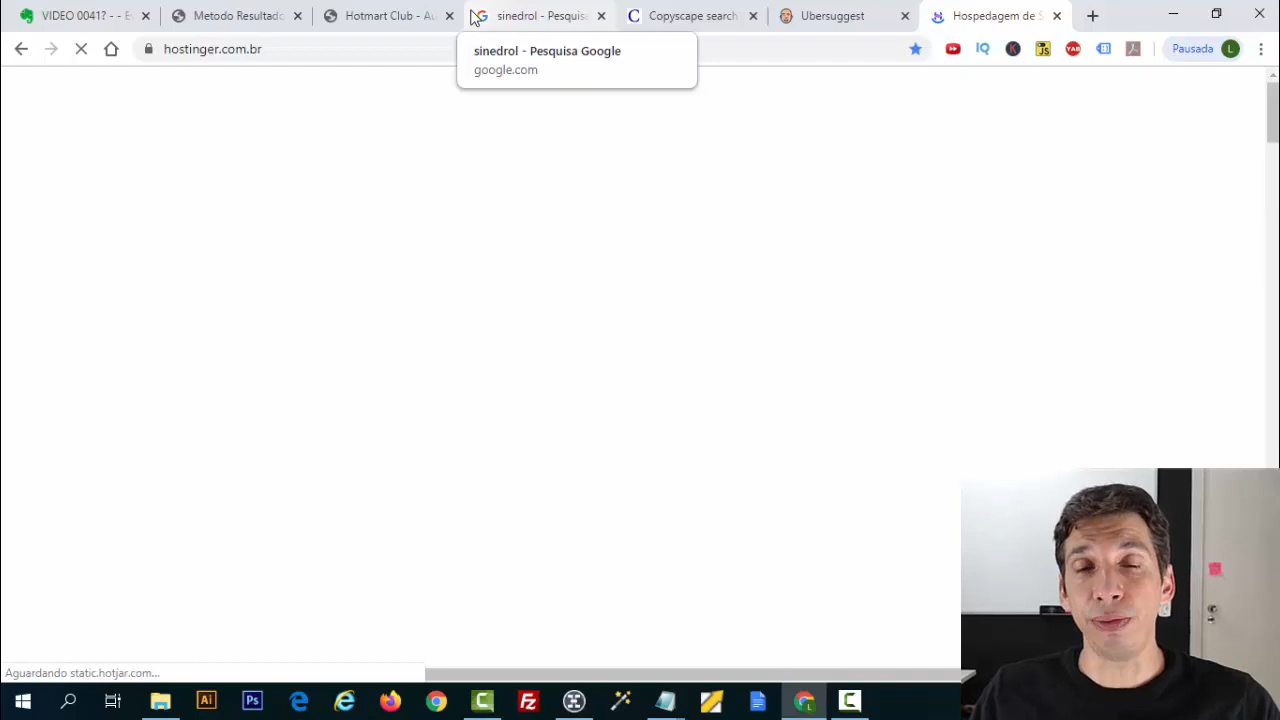 VIDEO 0041? - - E
Metodo Resultado
Hotmart Club - Au
sinedrol - Pesquisa
Copyscape search
Ubersuggest
Hospedagem de S
hostinger.com.br
Pausada
L
sinedrol - Pesquisa Google
google.com
Aguardando static.hotjar.com...